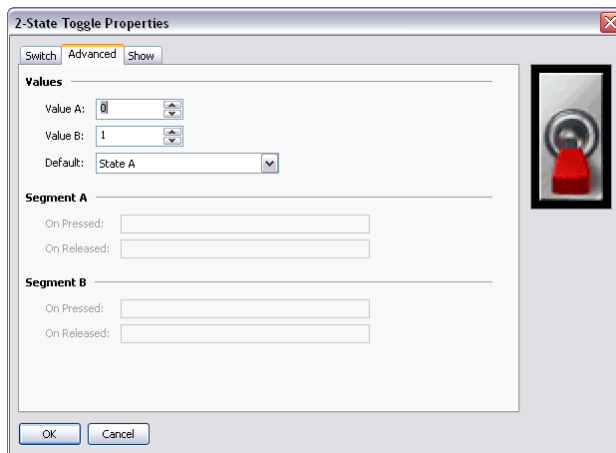 2-State Toggle Properties
Switch Advanced Show
Values
Value A: 0
Value B: 1
Default: State A
Segment A
On Pressed:
On Released:
Segment B
On Pressed:
On Released:
OK Cancel